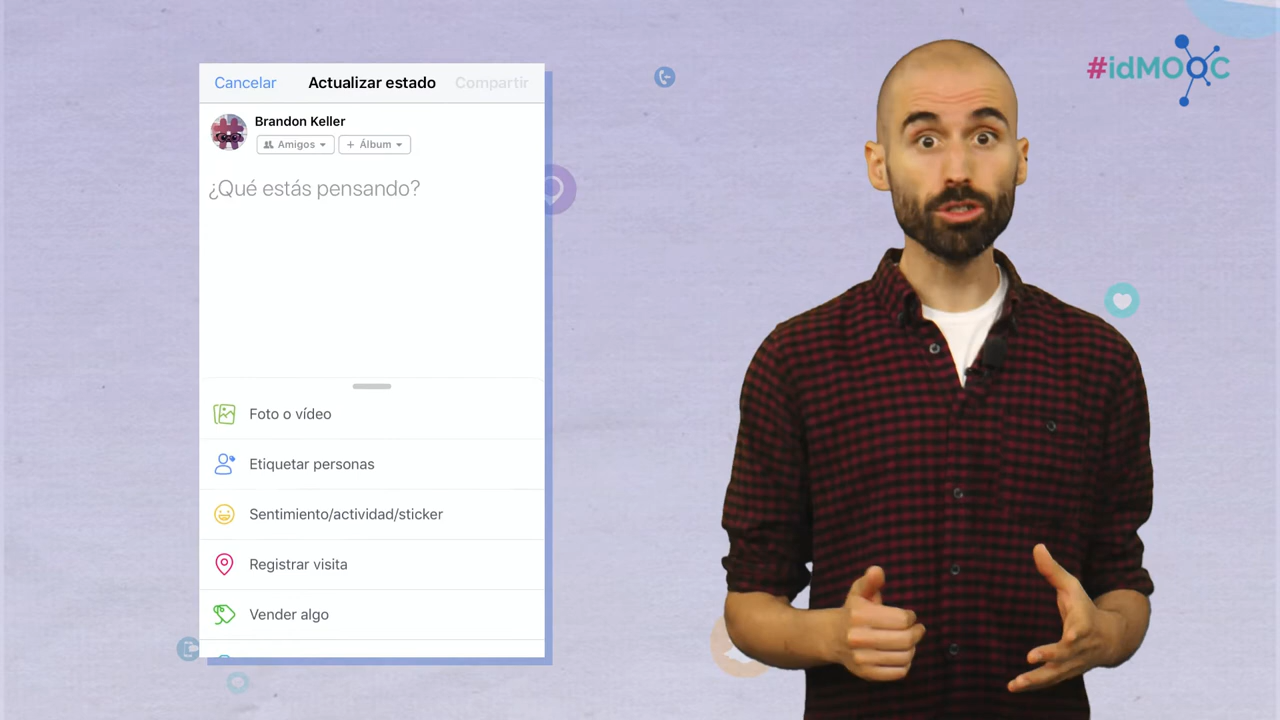 Cancelar Actualizar estado Compartir
Brandon Keller
Amigos + Álbum
¿Qué estás pensando?
Foto o vídeo
Etiquetar personas
Sentimiento/actividad/sticker
Registrar visita
Vender algo
#idMOOC